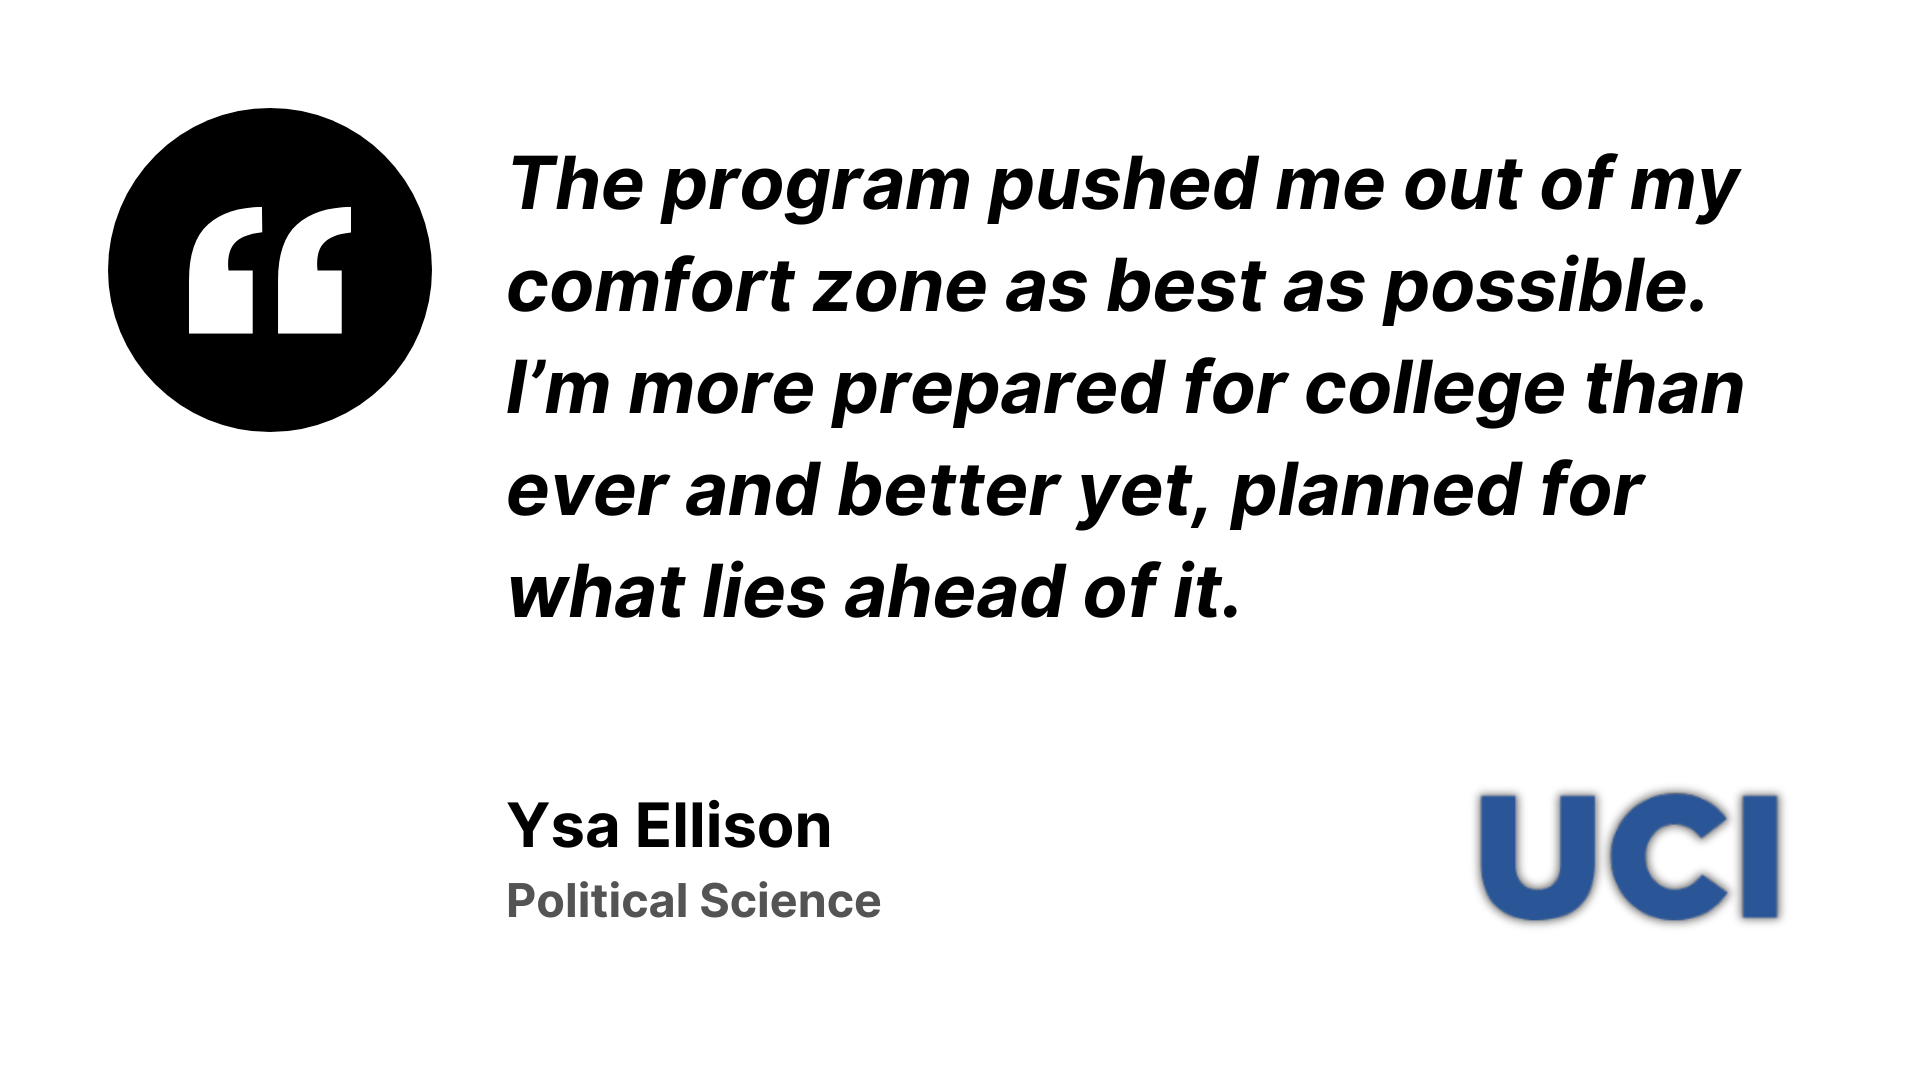 “
The program pushed me out of my
comfort zone as best as possible.
I’m more prepared for college than
ever and better yet, planned for
what lies ahead of it.
Ysa Ellison
Political Science
UCI